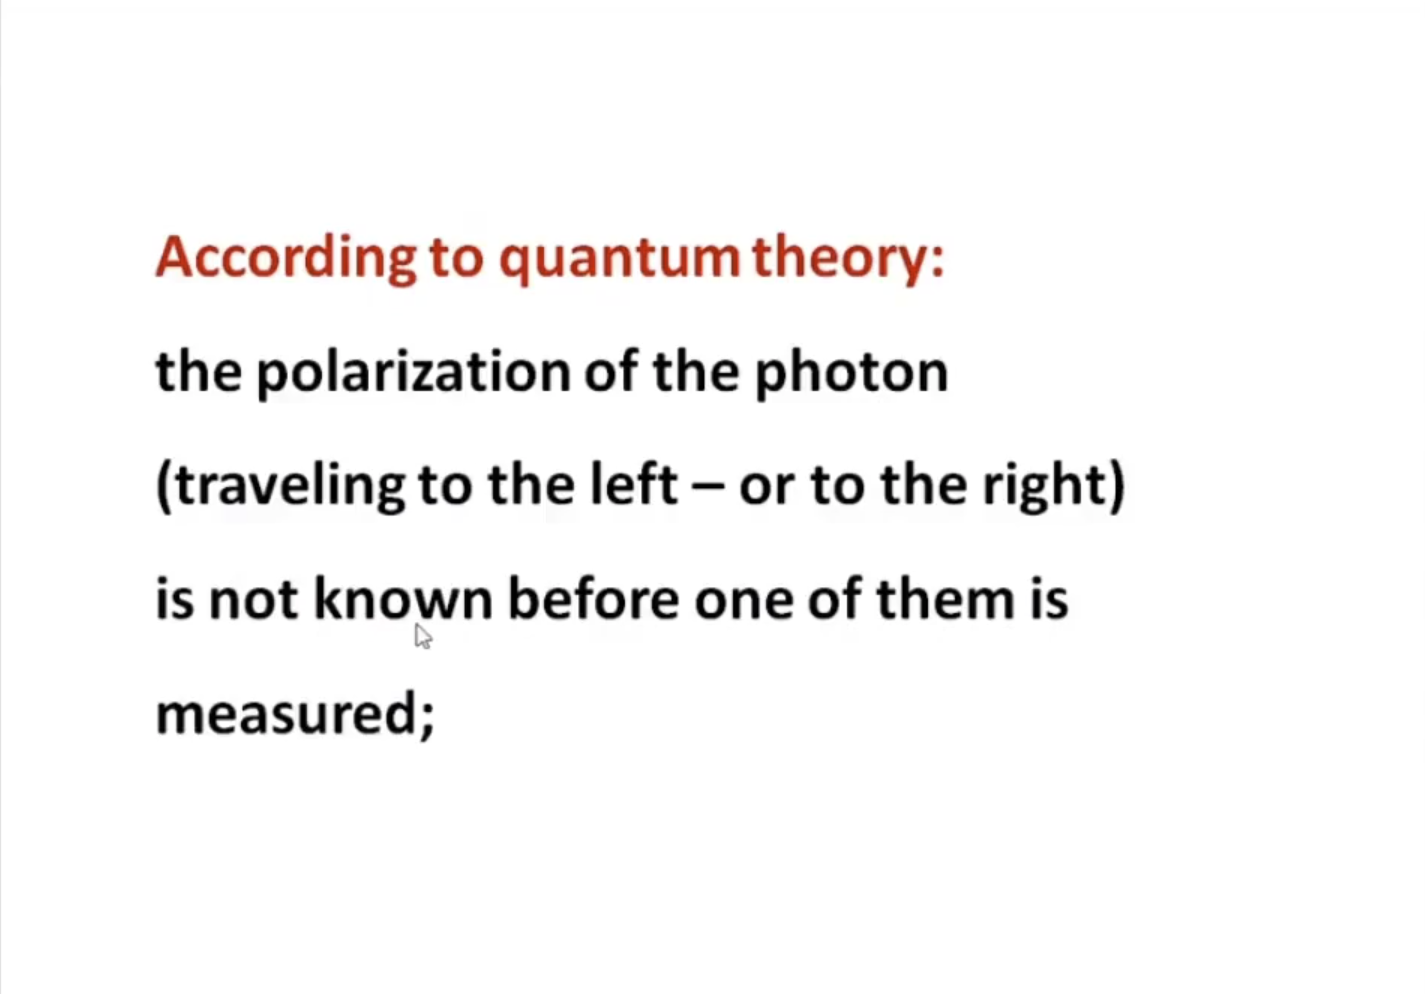 According to quantum theory:
the polarization of the photon
(traveling to the left – or to the right)
is not known before one of them is
measured;